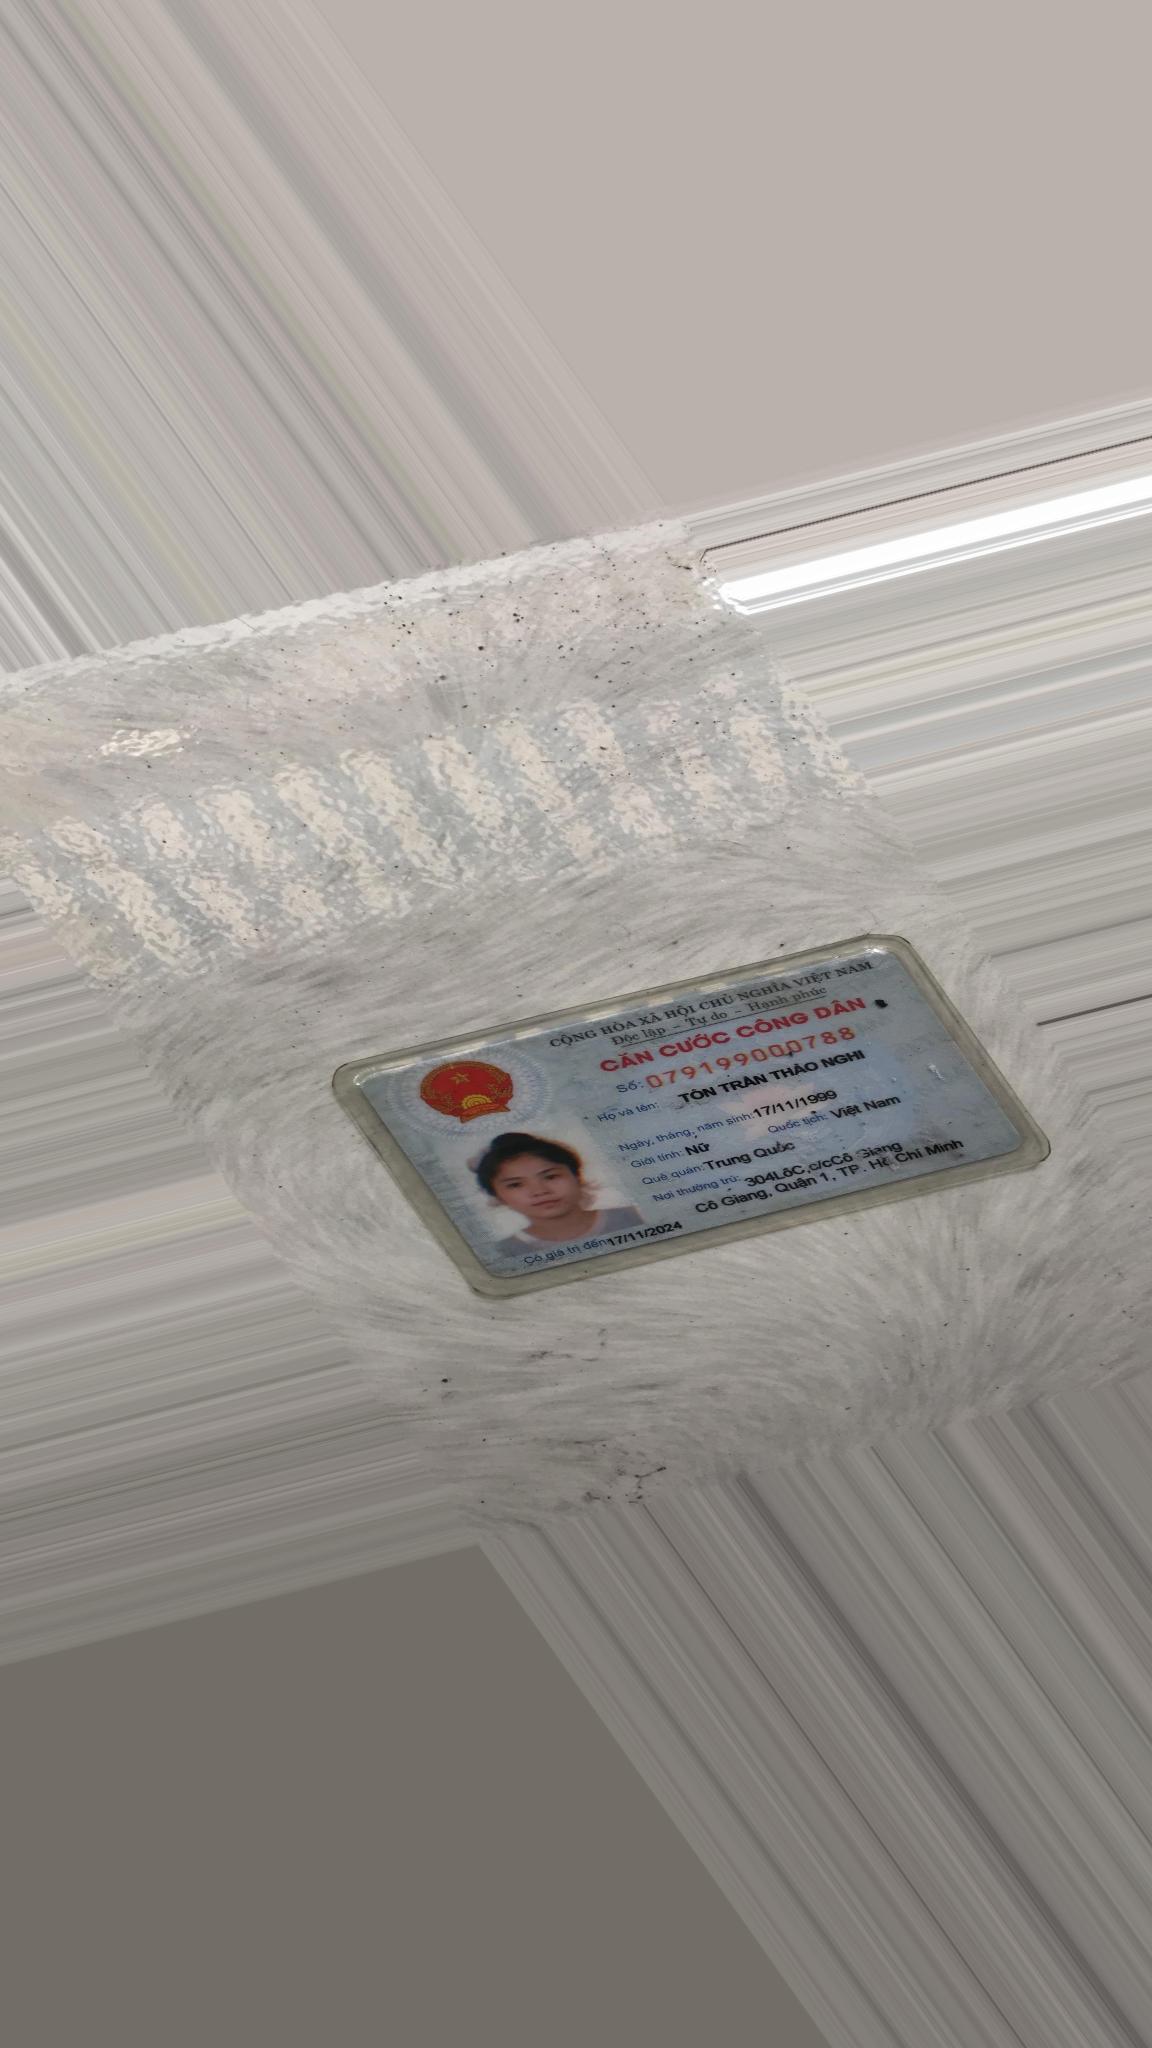 CỘNG HÒA XÃ HỘI CHỦ NGHĨA VIỆT NAM
Độc lập - Tự do - Hạnh phúc
CĂN CƯỚC CÔNG DÂN
Số: 079199000788
Họ và tên: TÔN TRẦN THẢO NGHI
Ngày, tháng, năm sinh: 17/11/1999
Giới tính: Nữ Quốc tịch: Việt Nam
Quê quán: Trung Quốc
Nơi thường trú: 304LôC,c/cCô Giang
Cô Giang, Quận 1, TP. Hồ Chí Minh
Có giá trị đến: 17/11/2024